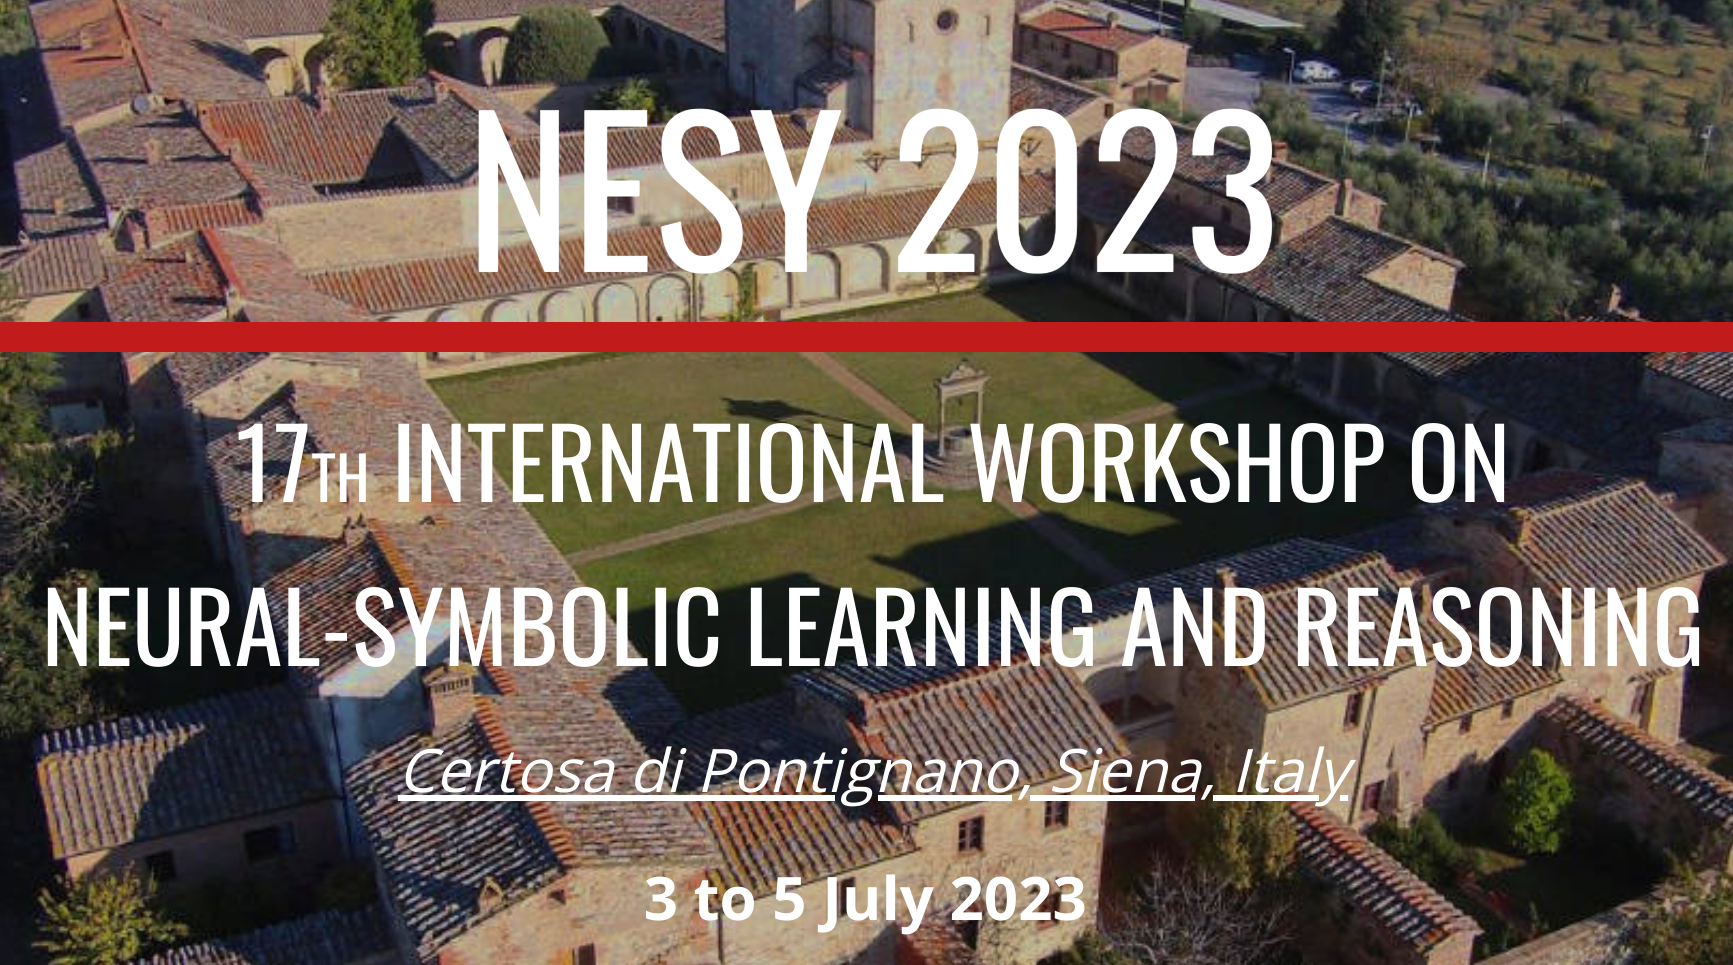 NESY 2023
17TH INTERNATIONAL WORKSHOP ON
NEURAL-SYMBOLIC LEARNING AND REASONING
Certosa di Pontignano, Siena, Italy
3 to 5 July 2023